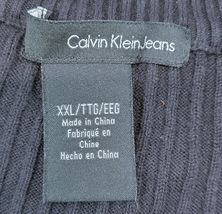 Calvin Klein Jeans
XXL/TTG/EEG
Made in China
Fabriqué en
Chine
Hecho en China